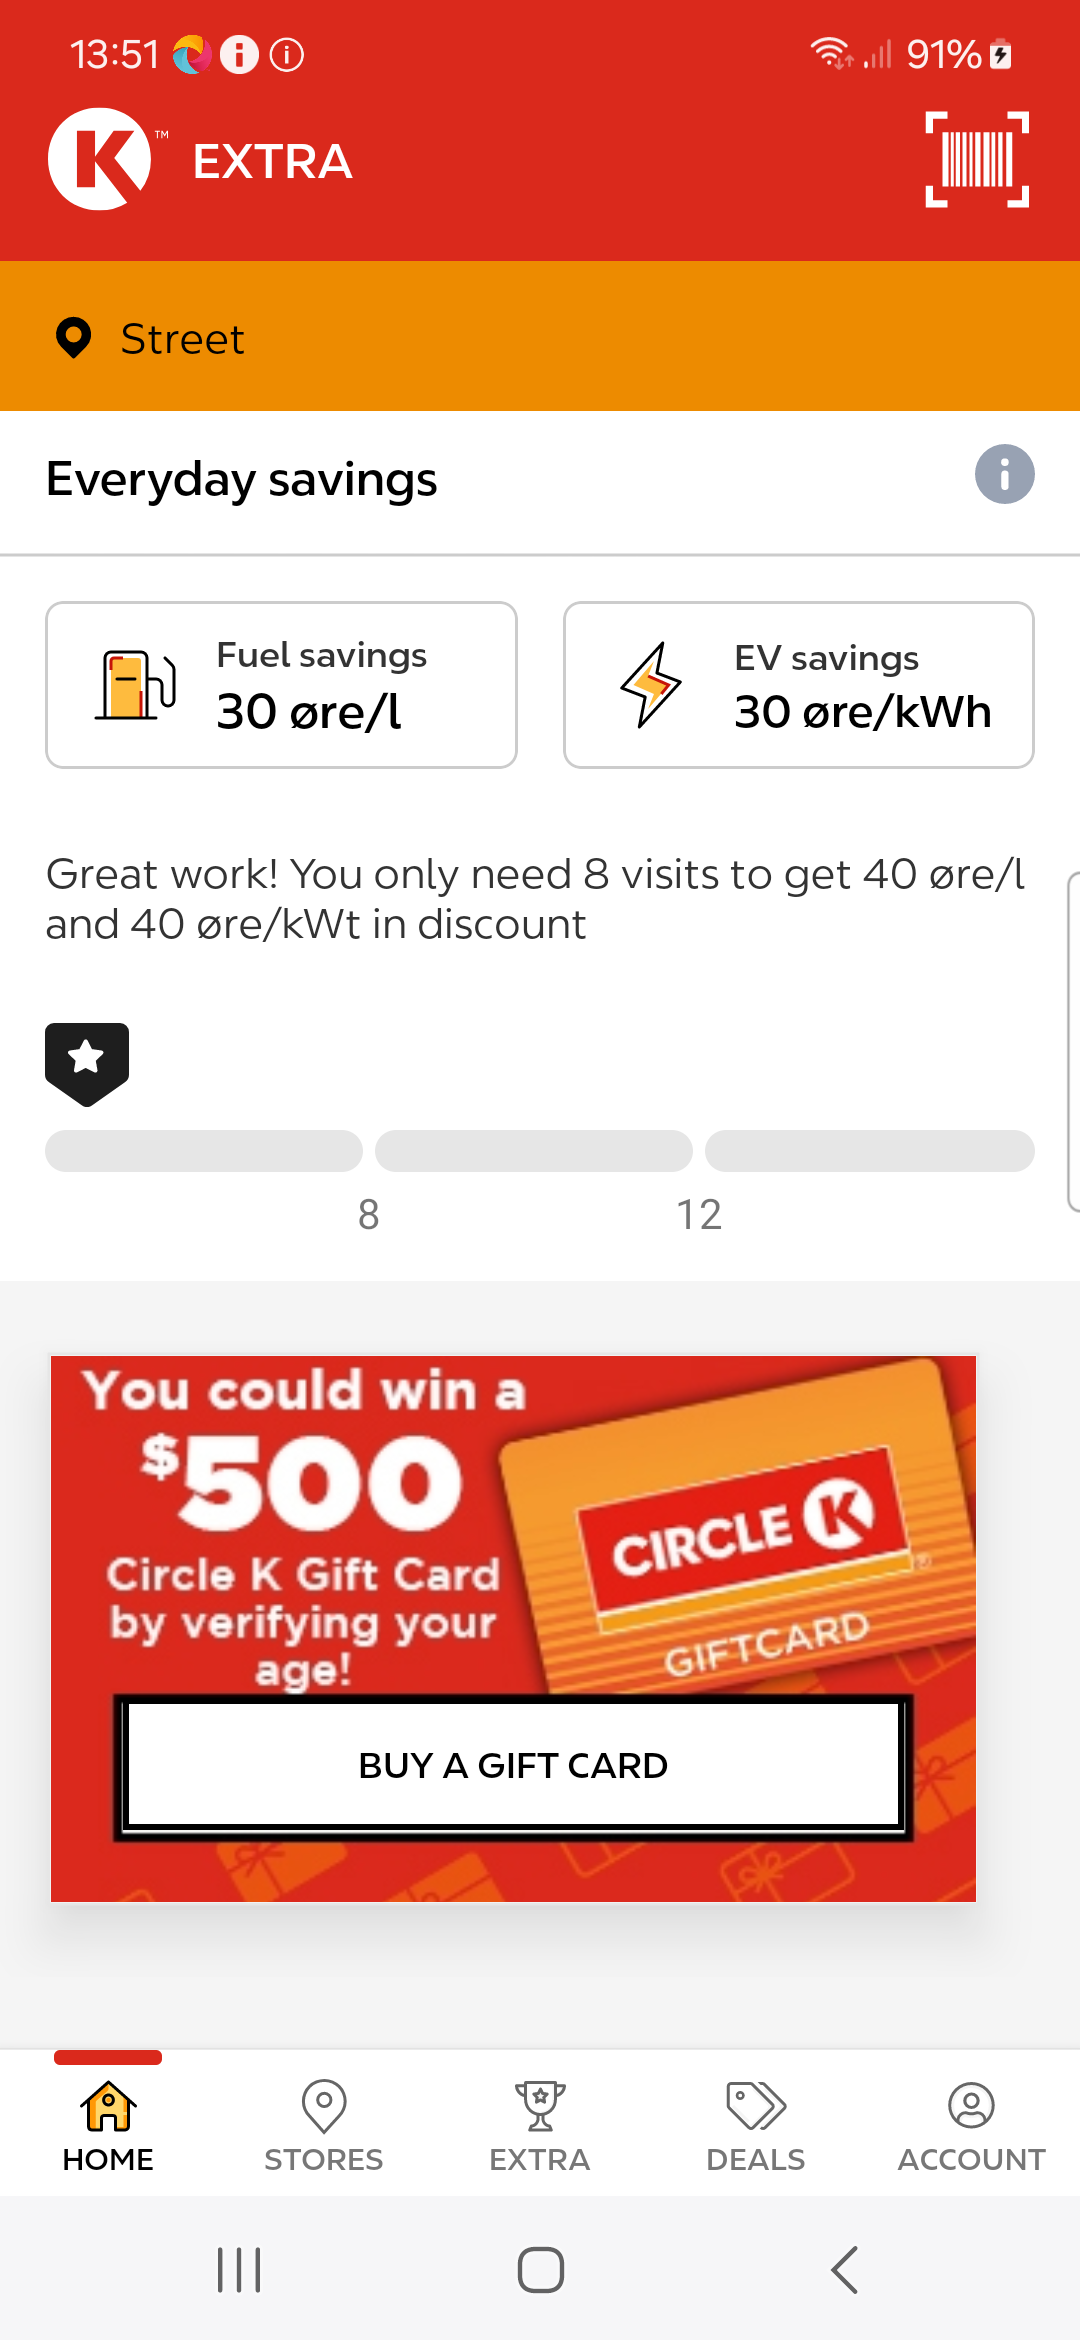 13:51
91%
K™ EXTRA
Street
Everyday savings
Fuel savings
30 øre/l
EV savings
30 øre/kWh
Great work! You only need 8 visits to get 40 øre/l
and 40 øre/kWt in discount
8
12
You could win a
$500
Circle K Gift Card
by verifying your
age!
CIRCLE K
GIFTCARD
BUY A GIFT CARD
HOME
STORES
EXTRA
DEALS
ACCOUNT